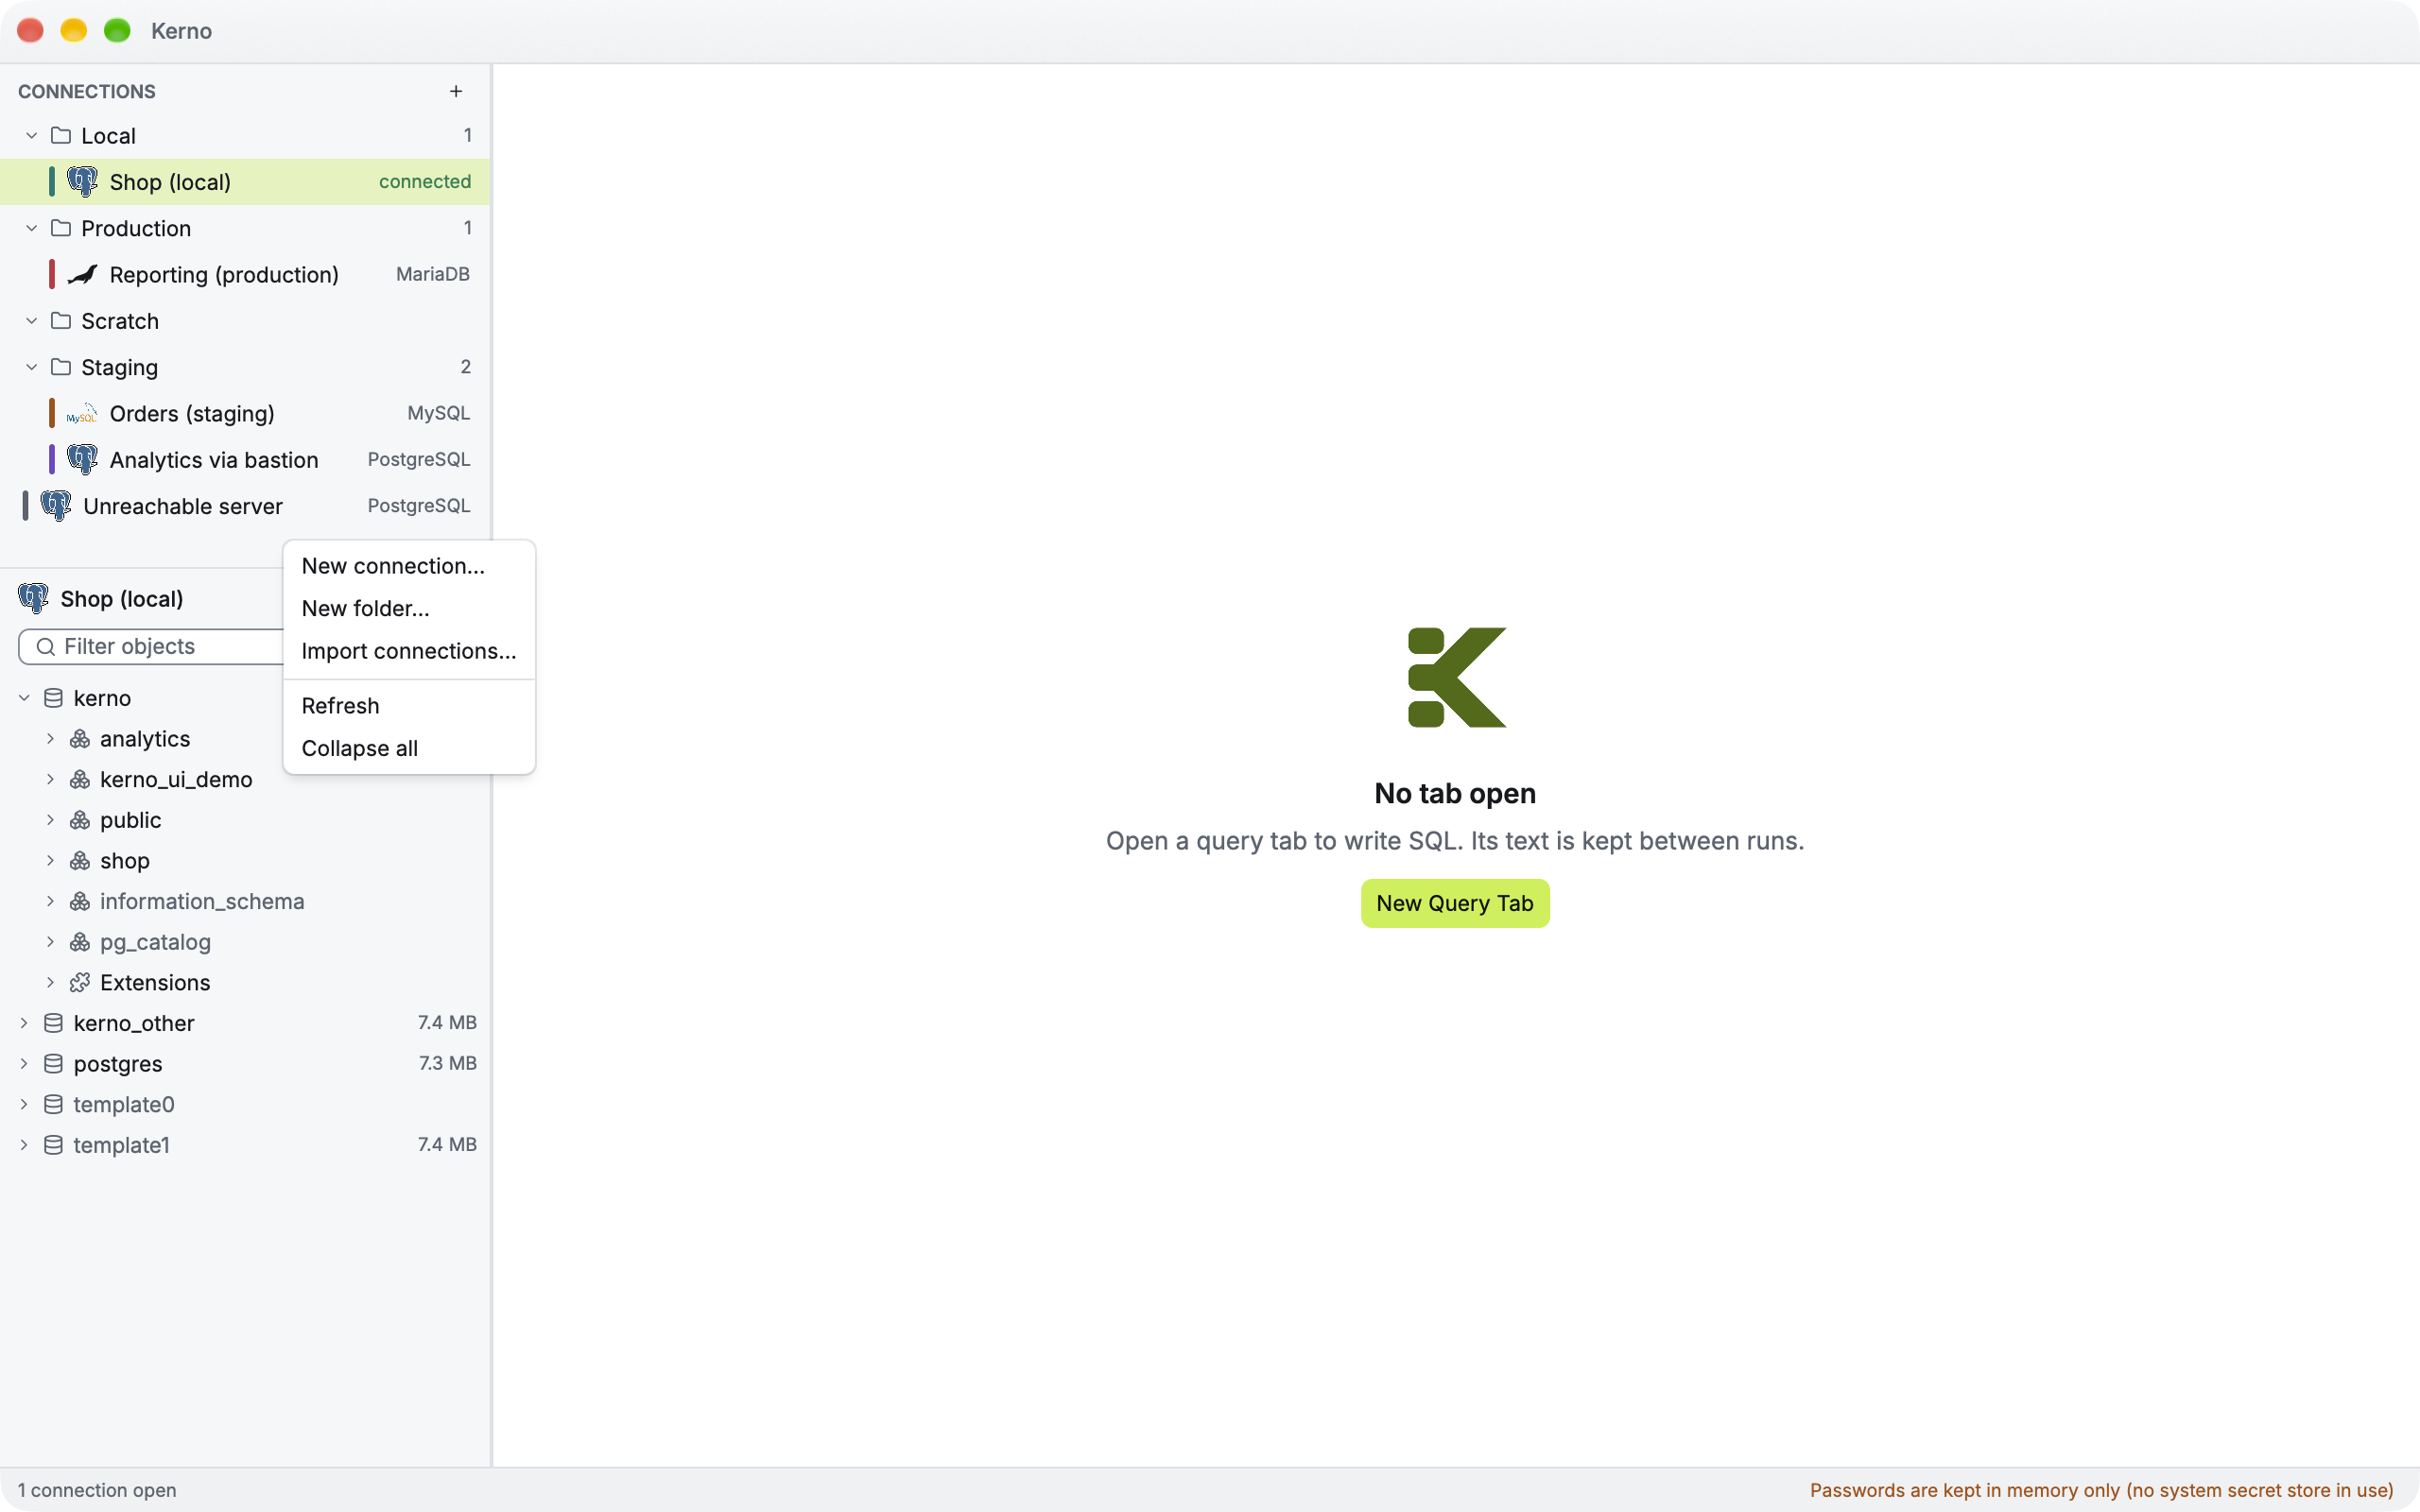 Kerno
CONNECTIONS +
Local 1
Shop (local) connected
Production 1
Reporting (production) MariaDB
Scratch
Staging 2
MySQL Orders (staging) MySQL
Analytics via bastion PostgreSQL
Unreachable server PostgreSQL
New connection...
New folder...
Import connections...
Refresh
Collapse all
Shop (local)
Filter objects
kerno
analytics
kerno_ui_demo
public
shop
information_schema
pg_catalog
Extensions
kerno_other 7.4 MB
postgres 7.3 MB
template0
template1 7.4 MB
No tab open
Open a query tab to write SQL. Its text is kept between runs.
New Query Tab
1 connection open
Passwords are kept in memory only (no system secret store in use)